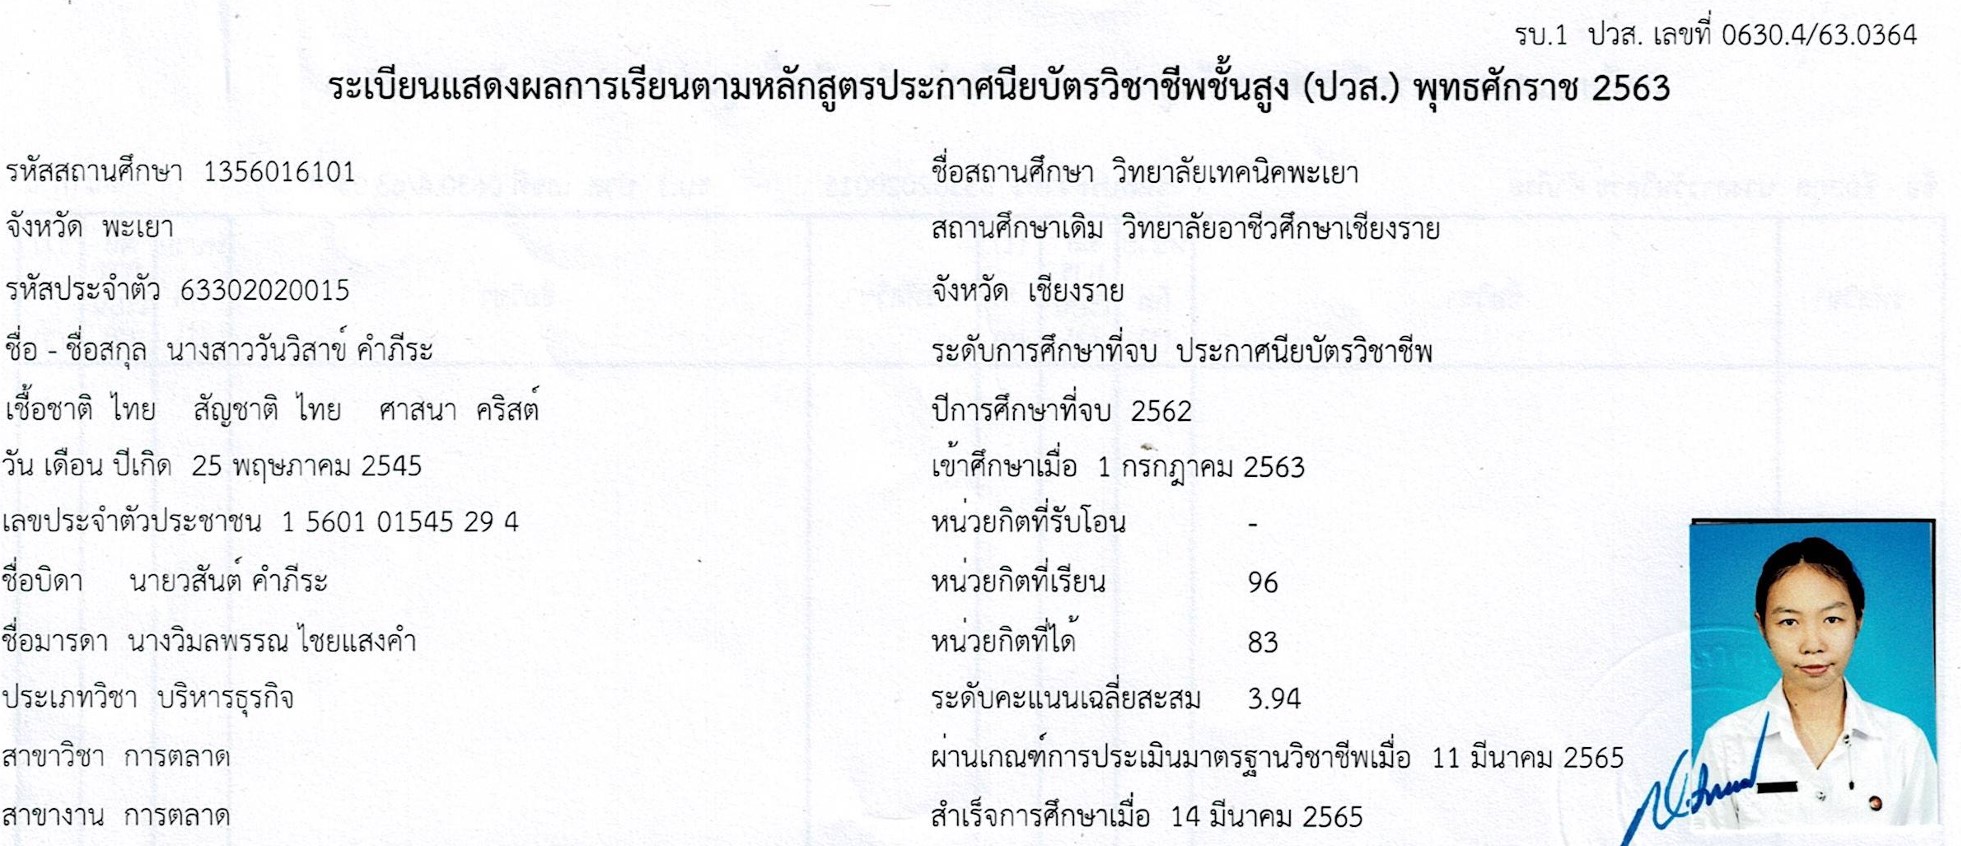 รบ.1 ปวส. เลขที่ 0630.4/63.0364
ระเบียนแสดงผลการเรียนตามหลักสูตรประกาศนียบัตรวิชาชีพชั้นสูง (ปวส.) พุทธศักราช 2563
รหัสสถานศึกษา 1356016101
ชื่อสถานศึกษา วิทยาลัยเทคนิคพะเยา
จังหวัด พะเยา
สถานศึกษาเดิม วิทยาลัยอาชีวศึกษาเชียงราย
รหัสประจำตัว 63302020015
จังหวัด เชียงราย
ชื่อ - ชื่อสกุล นางสาววันวิสาข์ คำภีระ
ระดับการศึกษาที่จบ ประกาศนียบัตรวิชาชีพ
เชื้อชาติ ไทย สัญชาติ ไทย ศาสนา คริสต์
ปีการศึกษาที่จบ 2562
วัน เดือน ปีเกิด 25 พฤษภาคม 2545
เข้าศึกษาเมื่อ 1 กรกฎาคม 2563
เลขประจำตัวประชาชน 1 5601 01545 29 4
หน่วยกิตที่รับโอน -
ชื่อบิดา นายวสันต์ คำภีระ
หน่วยกิตที่เรียน 96
ชื่อมารดา นางวิมลพรรณ ไชยแสงคำ
หน่วยกิตที่ได้ 83
ประเภทวิชา บริหารธุรกิจ
ระดับคะแนนเฉลี่ยสะสม 3.94
สาขาวิชา การตลาด
ผ่านเกณฑ์การประเมินมาตรฐานวิชาชีพเมื่อ 11 มีนาคม 2565
สาขางาน การตลาด
สำเร็จการศึกษาเมื่อ 14 มีนาคม 2565